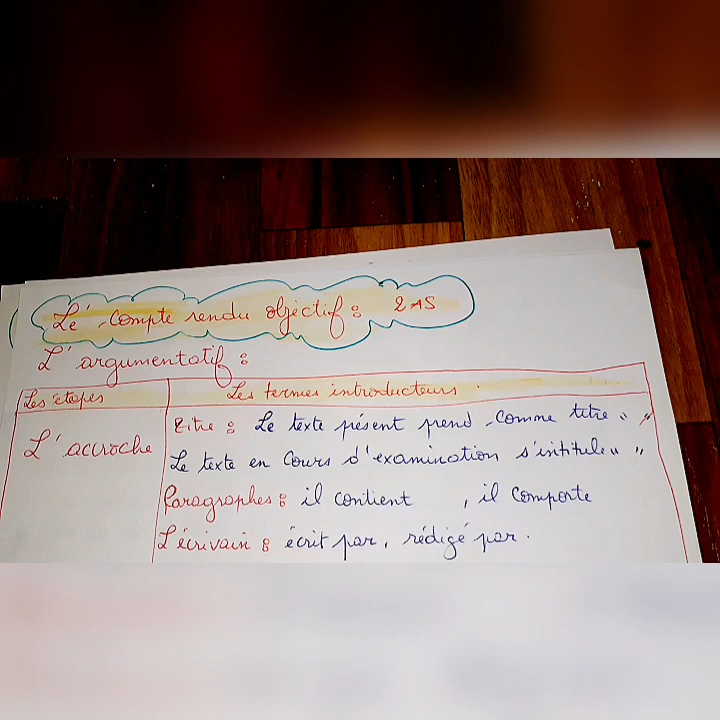 Le compte rendu objectif : 2AS
L'argumentatif :
Les étapes
Les termes introducteurs.
L'accroche
Titre : Le texte présent prend comme titre " "
Le texte en cours d'examination s'intitule " "
Paragraphes : il contient , il comporte
L'écrivain : écrit par, rédigé par.